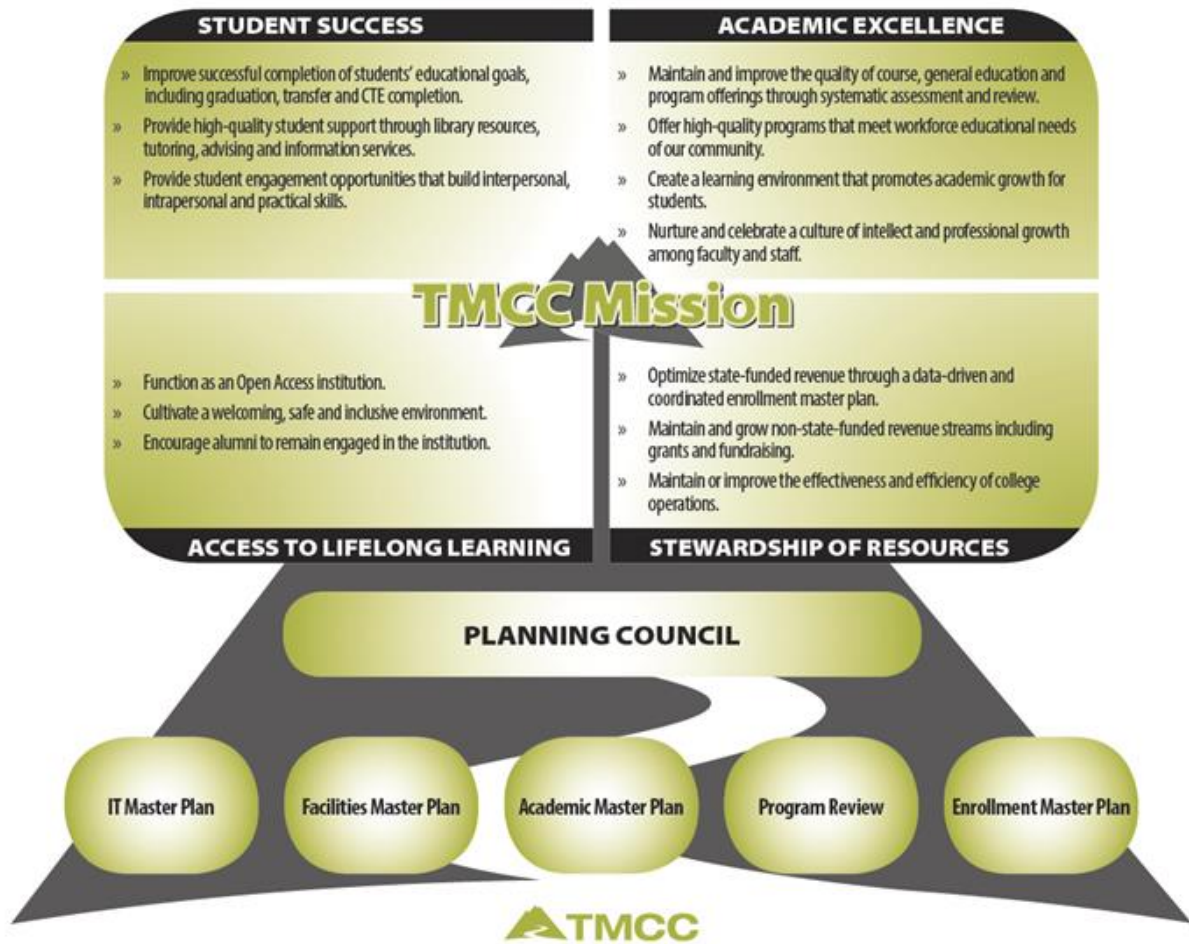 STUDENT SUCCESS
» Improve successful completion of students’ educational goals,
including graduation, transfer and CTE completion.
» Provide high-quality student support through library resources,
tutoring, advising and information services.
» Provide student engagement opportunities that build interpersonal,
intrapersonal and practical skills.
ACADEMIC EXCELLENCE
» Maintain and improve the quality of course, general education and
program offerings through systematic assessment and review.
» Offer high-quality programs that meet workforce educational needs
of our community.
» Create a learning environment that promotes academic growth for
students.
» Nurture and celebrate a culture of intellect and professional growth
among faculty and staff.
TMCC Mission
» Function as an Open Access institution.
» Cultivate a welcoming, safe and inclusive environment.
» Encourage alumni to remain engaged in the institution.
ACCESS TO LIFELONG LEARNING
» Optimize state-funded revenue through a data-driven and
coordinated enrollment master plan.
» Maintain and grow non-state-funded revenue streams including
grants and fundraising.
» Maintain or improve the effectiveness and efficiency of college
operations.
STEWARDSHIP OF RESOURCES
PLANNING COUNCIL
IT Master Plan
Facilities Master Plan
Academic Master Plan
Program Review
Enrollment Master Plan
TMCC